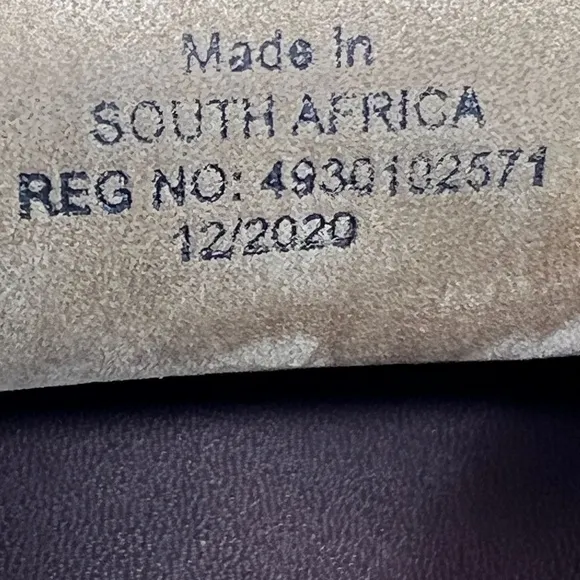 Made In
SOUTH AFRICA
REG NO: 4930102571
12/2020